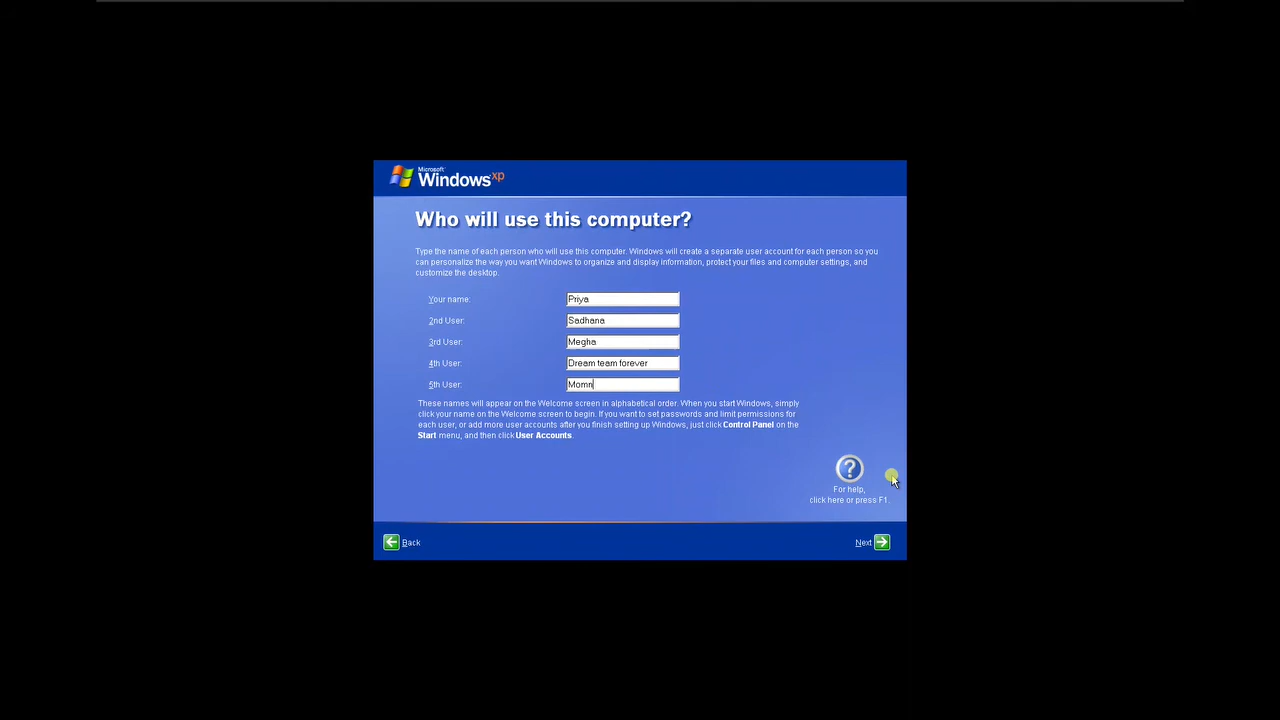 Microsoft
Windows xp
Who will use this computer?
Type the name of each person who will use this computer. Windows will create a separate user account for each person so you
can personalize the way you want Windows to organize and display information, protect your files and computer settings, and
customize the desktop.
Your name: Priya
2nd User: Sadhana
3rd User: Megha
4th User: Dream team forever
5th User: Momn
These names will appear on the Welcome screen in alphabetical order. When you start Windows, simply
click your name on the Welcome screen to begin. If you want to set passwords and limit permissions for
each user, or add more user accounts after you finish setting up Windows, just click Control Panel on the
Start menu, and then click User Accounts.
?
For help,
click here or press F1.
Back
Next